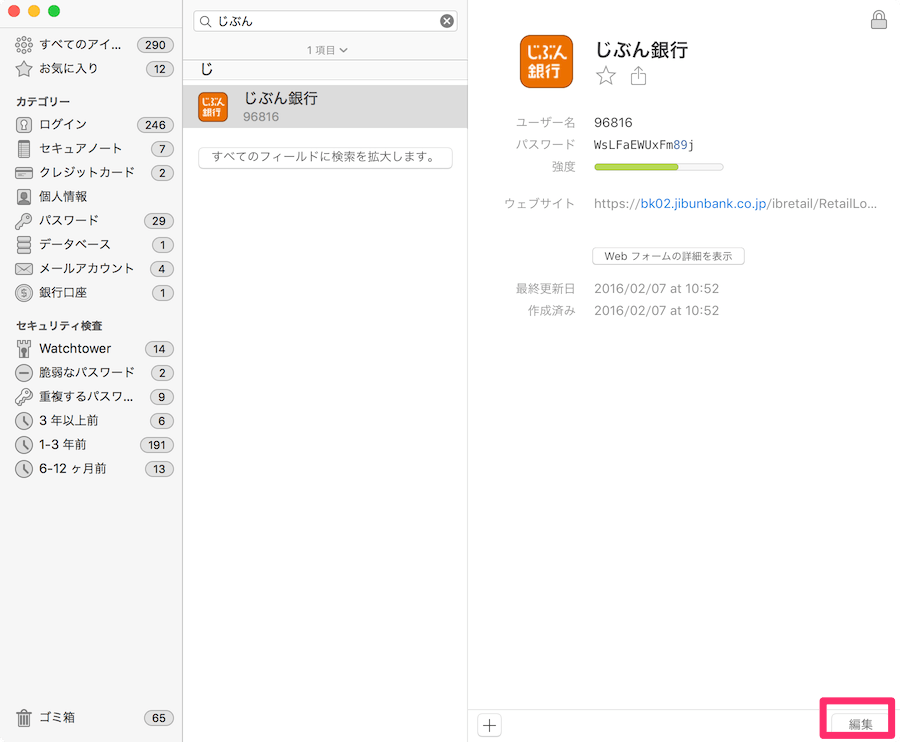 すべてのアイ... 290
お気に入り 12
カテゴリー
ログイン 246
セキュアノート 7
クレジットカード 2
個人情報
パスワード 29
データベース 1
メールアカウント 4
銀行口座 1
セキュリティ検査
Watchtower 14
脆弱なパスワード 2
重複するパスワ... 9
3 年以上前 6
1-3 年前 191
6-12 ヶ月前 13
ゴミ箱 65
じぶん
1 項目
じ
じぶん銀行
じぶん銀行
96816
すべてのフィールドに検索を拡大します。
じぶん銀行
じぶん銀行
ユーザー名 96816
パスワード WsLFaEWUxFm89j
強度
ウェブサイト https://bk02.jibunbank.co.jp/ibretail/RetailLo...
Web フォームの詳細を表示
最終更新日 2016/02/07 at 10:52
作成済み 2016/02/07 at 10:52
編集